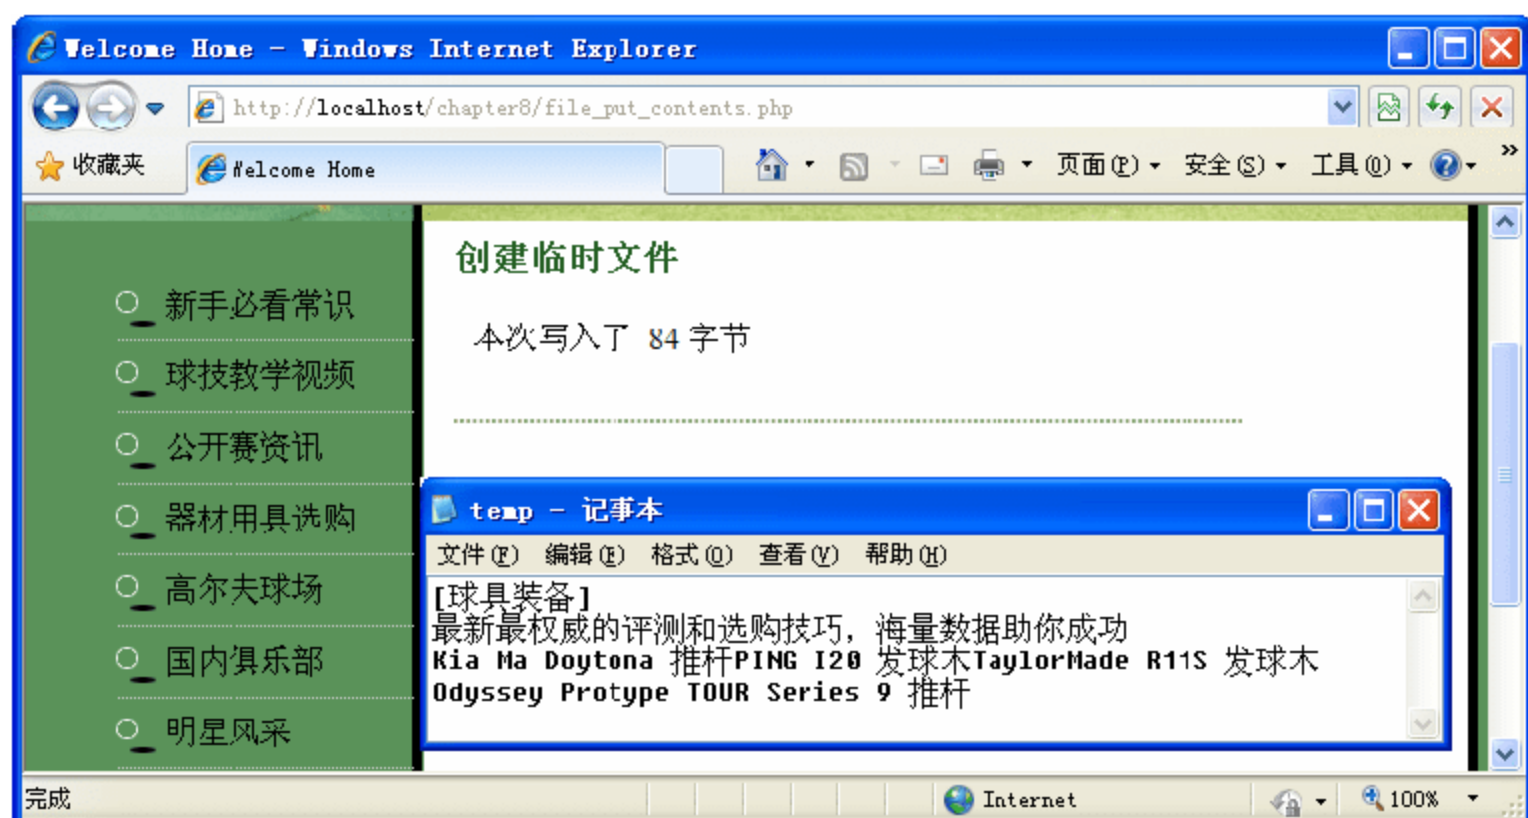 Welcome Home - Windows Internet Explorer
http://localhost/chapter8/file_put_contents.php
收藏夹
Welcome Home
页面(P)
安全(S)
工具(O)
»
创建临时文件
本次写入了 84 字节
新手必看常识
球技教学视频
公开赛资讯
器材用具选购
高尔夫球场
国内俱乐部
明星风采
temp - 记事本
文件(F) 编辑(E) 格式(O) 查看(V) 帮助(H)
[球具装备]
最新最权威的评测和选购技巧，海量数据助你成功
Kia Ma Doytona 推杆PING I20 发球木TaylorMade R11S 发球木
Odyssey Protype TOUR Series 9 推杆
完成
Internet
100%